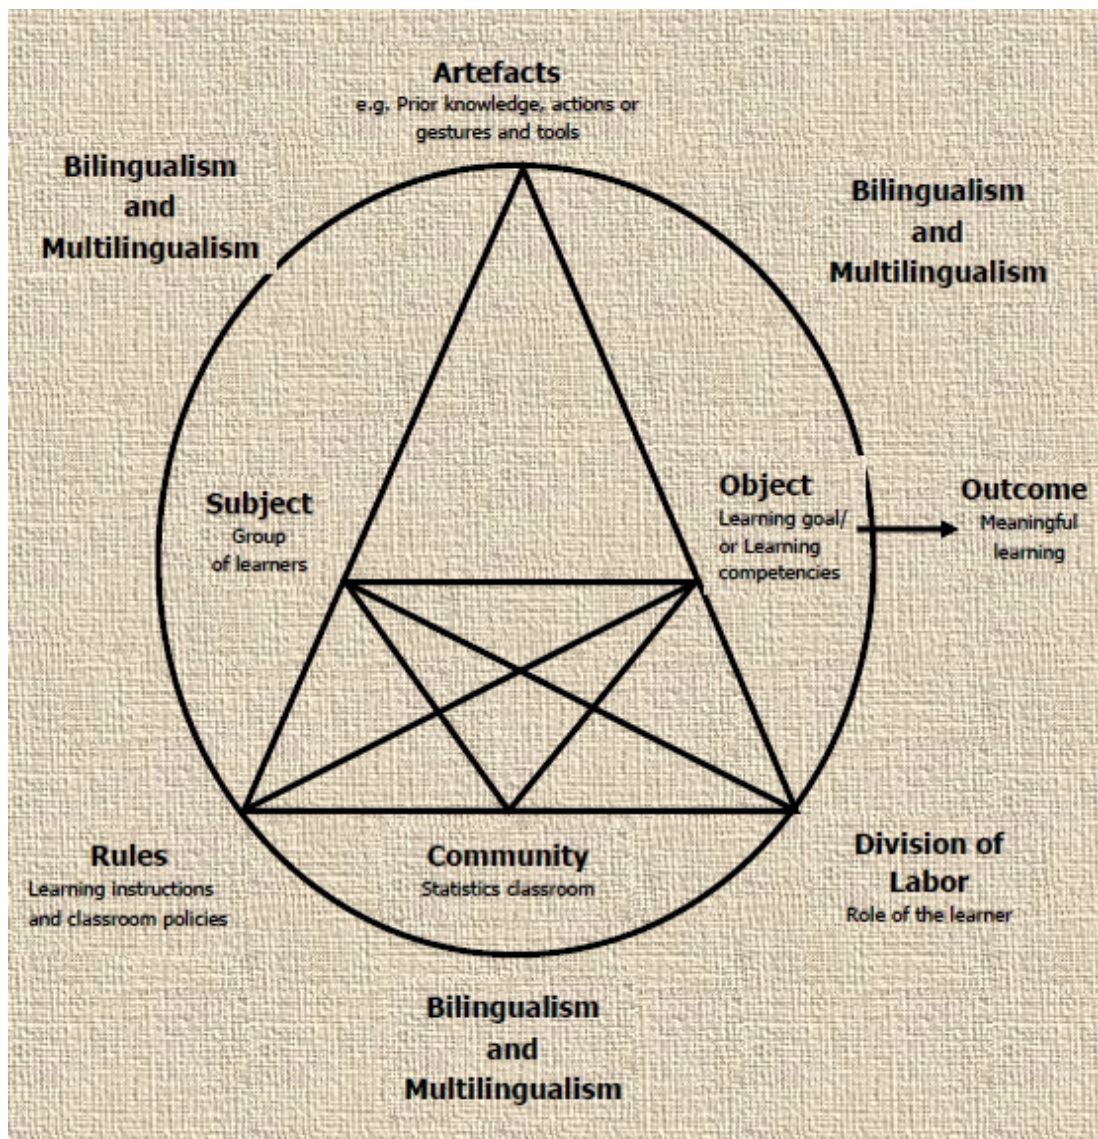 Artefacts
e.g. Prior knowledge, actions or
gestures and tools
Bilingualism
and
Multilingualism
Bilingualism
and
Multilingualism
Subject
Group
of learners
Object
Learning goal/
or Learning
competencies
Outcome
Meaningful
learning
Rules
Learning instructions
and classroom policies
Community
Statistics classroom
Division of
Labor
Role of the learner
Bilingualism
and
Multilingualism